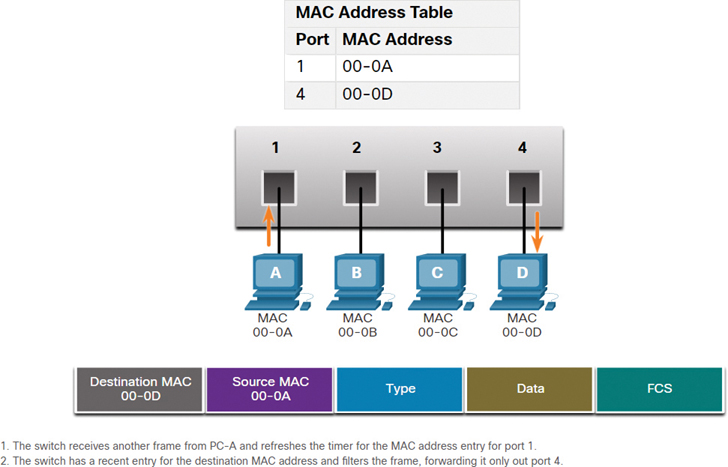 MAC Address Table
Port MAC Address
1 00-0A
4 00-0D
1 2 3 4
A B C D
MAC MAC MAC MAC
00-0A 00-0B 00-0C 00-0D
Destination MAC Source MAC Type Data FCS
00-0D 00-0A
1. The switch receives another frame from PC-A and refreshes the timer for the MAC address entry for port 1.
2. The switch has a recent entry for the destination MAC address and filters the frame, forwarding it only out port 4.